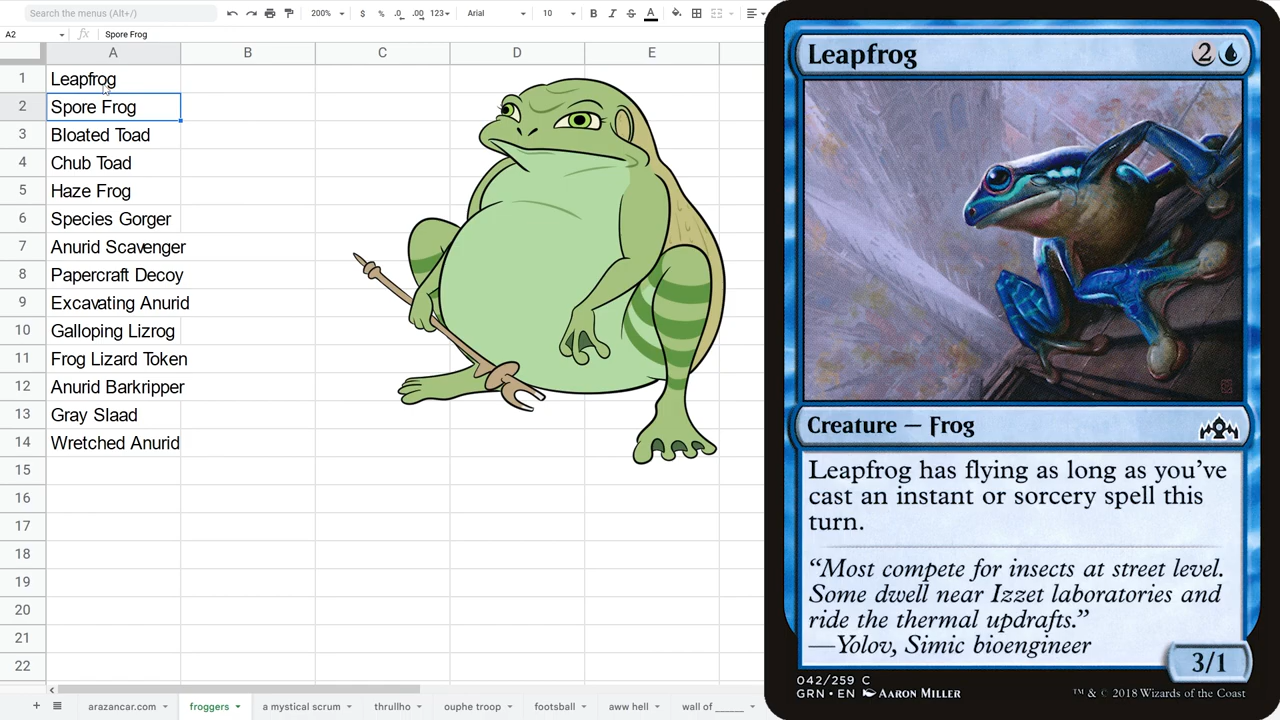 Search the menus (Alt+/)
200%
$
%
.0
.00
123
Arial
10
B
I
S
A
A2
fx
Spore Frog
A
B
C
D
E
1
Leapfrog
2
Spore Frog
3
Bloated Toad
4
Chub Toad
5
Haze Frog
6
Species Gorger
7
Anurid Scavenger
8
Papercraft Decoy
9
Excavating Anurid
10
Galloping Lizrog
11
Frog Lizard Token
12
Anurid Barkripper
13
Gray Slaad
14
Wretched Anurid
15
16
17
18
19
20
21
22
arazarcar.com
froggers
a mystical scrum
thrullho
ouphe troop
footsball
aww hell
wall of ______
Leapfrog
2
Creature — Frog
Leapfrog has flying as long as you’ve
cast an instant or sorcery spell this
turn.
“Most compete for insects at street level.
Some dwell near Izzet laboratories and
ride the thermal updrafts.”
—Yolov, Simic bioengineer
3/1
042/259 C
GRN • EN AARON MILLER
™ & © 2018 Wizards of the Coast